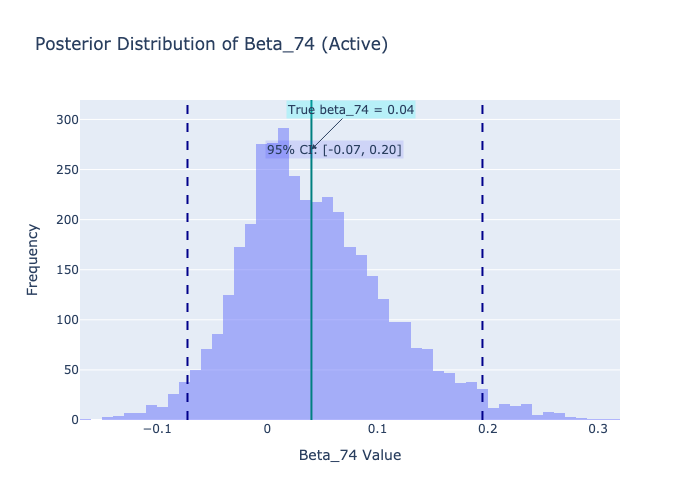 Posterior Distribution of Beta_74 (Active)
True beta_74 = 0.04
95% CI: [-0.07, 0.20]
300
250
200
150
100
50
0
Frequency
−0.1
0
0.1
0.2
0.3
Beta_74 Value